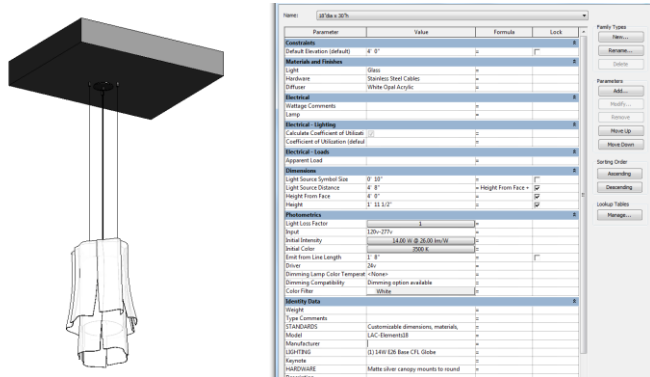 Name: 18"dia x 30"h
Family Types
Parameter Value Formula Lock
New...
Constraints
Rename...
Default Elevation (default) 4' 0" =
Delete
Materials and Finishes
Light Glass =
Parameters
Hardware Stainless Steel Cables =
Add...
Diffuser White Opal Acrylic =
Modify...
Electrical
Wattage Comments =
Remove
Lamp =
Move Up
Electrical - Lighting
Calculate Coefficient of Utilizati =
Move Down
Coefficient of Utilization (defaul =
Electrical - Loads
Sorting Order
Apparent Load =
Ascending
Dimensions
Light Source Symbol Size 0' 10" =
Descending
Light Source Distance 4' 8" = Height From Face +
Height From Face 4' 0" =
Lookup Tables
Height 1' 11 1/2" =
Manage...
Photometrics
Light Loss Factor 1 =
Input 120v-277v =
Initial Intensity 14.00 W @ 26.00 lm/W =
Initial Color 3500 K =
Emit from Line Length 1' 8" =
Driver 24v =
Dimming Lamp Color Temperat <None> =
Dimming Compatibility Dimming option available =
Color Filter White =
Identity Data
Weight =
Type Comments =
STANDARDS Customizable dimensions, materials, =
Model LAC-Elements18 =
Manufacturer =
LIGHTING (1) 14W E26 Base CFL Globe =
Keynote =
HARDWARE Matte silver canopy mounts to round =